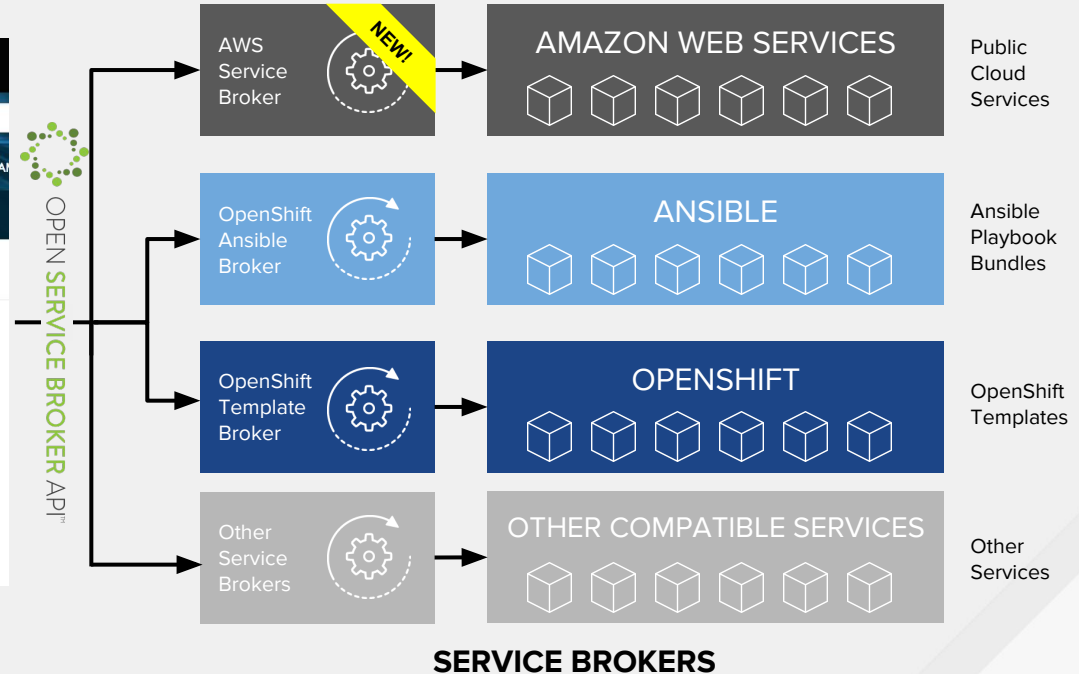 AWS
Service
Broker
NEW!
AMAZON WEB SERVICES
Public
Cloud
Services
OPEN SERVICE BROKER API™
OpenShift
Ansible
Broker
ANSIBLE
Ansible
Playbook
Bundles
OpenShift
Template
Broker
OPENSHIFT
OpenShift
Templates
Other
Service
Brokers
OTHER COMPATIBLE SERVICES
Other
Services
SERVICE BROKERS